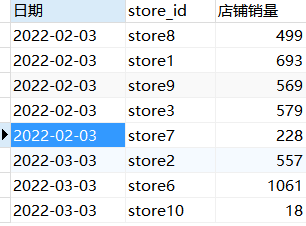 日期 store_id 店铺销量
2022-02-03 store8 499
2022-02-03 store1 693
2022-02-03 store9 569
2022-02-03 store3 579
2022-02-03 store7 228
2022-03-03 store2 557
2022-03-03 store6 1061
2022-03-03 store10 18